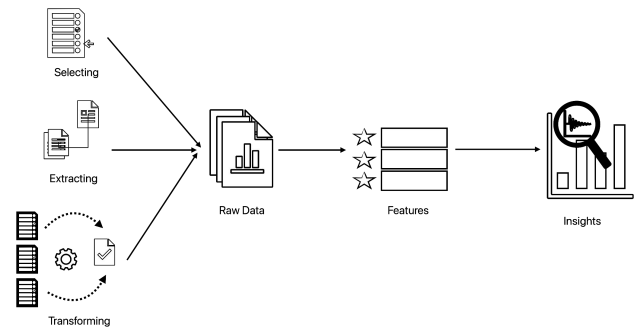 Selecting
Extracting
Transforming
Raw Data
Features
Insights